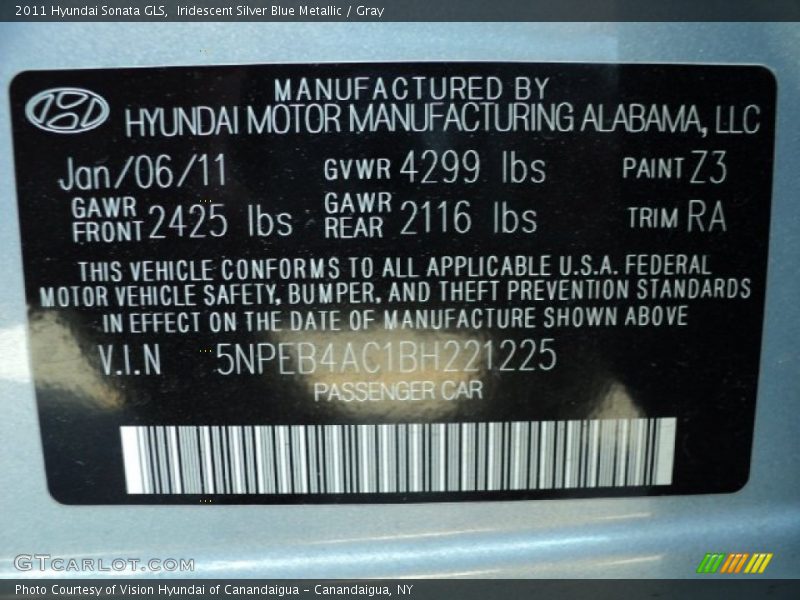 2011 Hyundai Sonata GLS,  Iridescent Silver Blue Metallic / Gray
MANUFACTURED BY
HYUNDAI MOTOR MANUFACTURING ALABAMA, LLC
Jan/06/11 GVWR 4299 lbs PAINT Z3
GAWR FRONT 2425 lbs GAWR REAR 2116 lbs TRIM RA
THIS VEHICLE CONFORMS TO ALL APPLICABLE U.S.A. FEDERAL
MOTOR VEHICLE SAFETY, BUMPER, AND THEFT PREVENTION STANDARDS
IN EFFECT ON THE DATE OF MANUFACTURE SHOWN ABOVE
V.I.N 5NPEB4AC1BH221225
PASSENGER CAR
GTCARLOT.COM
Photo Courtesy of Vision Hyundai of Canandaigua - Canandaigua, NY